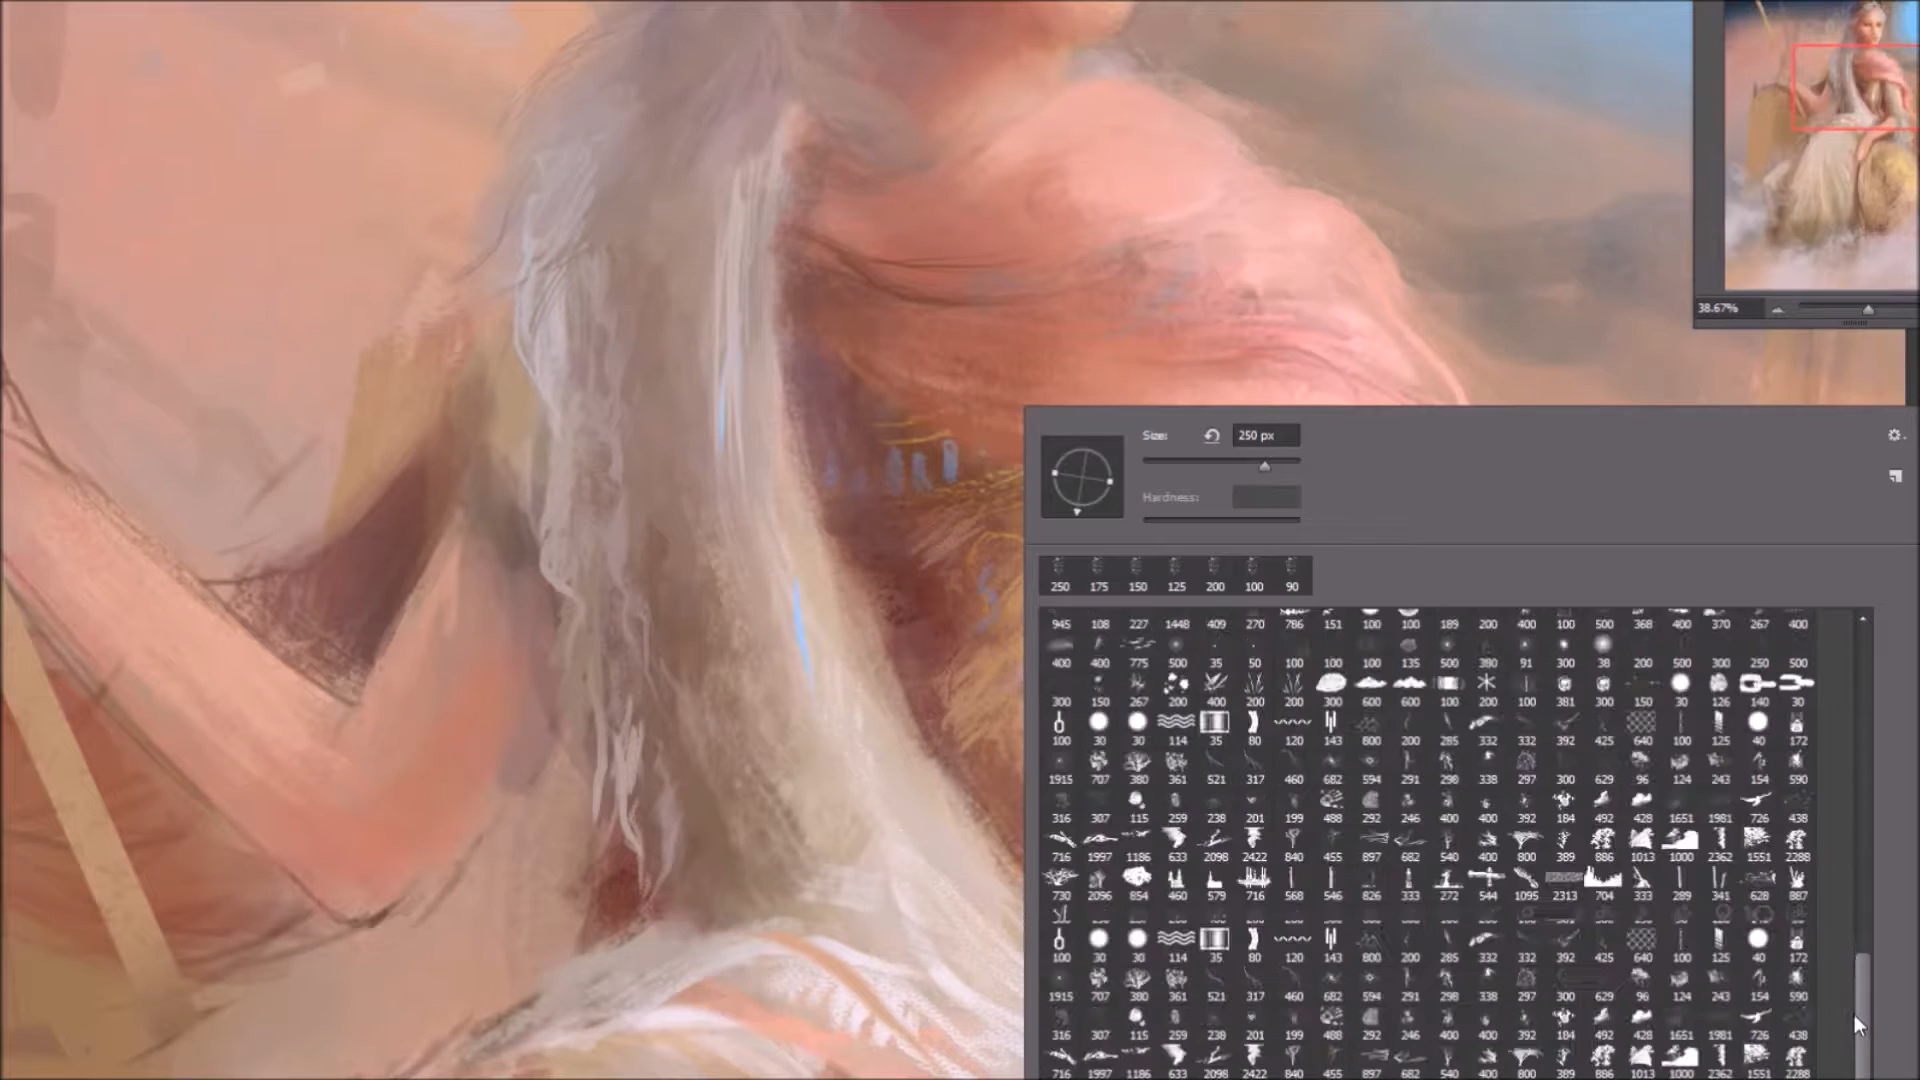 38.67%
Size: 250 px
Hardness:
250 175 150 125 200 100 90
945 108 227 1448 409 270 786 151 100 100 189 200 400 100 500 368 400 370 267 400
400 400 775 500 35 50 100 100 100 135 500 380 91 300 38 200 500 300 250 500
300 150 267 200 400 200 200 300 600 600 100 200 100 381 300 150 30 126 140 30
100 30 30 114 35 80 120 143 800 200 285 332 332 392 425 640 100 125 40 172
1915 707 380 361 521 317 460 682 594 291 298 338 297 300 629 96 124 243 154 590
316 307 115 259 238 201 199 488 292 246 400 400 392 184 492 428 1651 1981 726 438
716 1997 1186 633 2098 2422 840 455 897 682 540 400 800 389 886 1013 1000 2362 1551 2288
730 2096 854 460 579 716 568 546 826 333 272 544 1095 2313 704 333 289 341 628 887
100 30 30 114 35 80 120 143 800 200 285 332 332 392 425 640 100 125 40 172
1915 707 380 361 521 317 460 682 594 291 298 338 297 300 629 96 124 243 154 590
316 307 115 259 238 201 199 488 292 246 400 400 392 184 492 428 1651 1981 726 438
716 1997 1186 633 2098 2422 840 455 897 682 540 400 800 389 886 1013 1000 2362 1551 2288